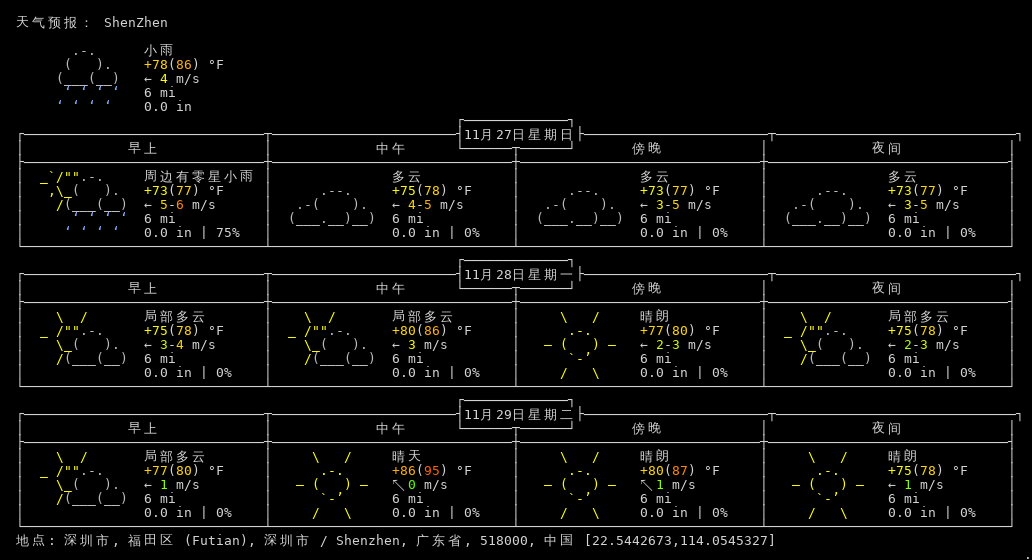 天气预报： ShenZhen
小雨
+78(86) °F
← 4 m/s
6 mi
0.0 in
11月27日星期日
早上 中午 傍晚 夜间
周边有零星小雨 多云 多云 多云
+73(77) °F +75(78) °F +73(77) °F +73(77) °F
← 5-6 m/s ← 4-5 m/s ← 3-5 m/s ← 3-5 m/s
6 mi 6 mi 6 mi 6 mi
0.0 in | 75% 0.0 in | 0% 0.0 in | 0% 0.0 in | 0%
11月28日星期一
早上 中午 傍晚 夜间
局部多云 局部多云 晴朗 局部多云
+75(78) °F +80(86) °F +77(80) °F +75(78) °F
← 3-4 m/s ← 3 m/s ← 2-3 m/s ← 2-3 m/s
6 mi 6 mi 6 mi 6 mi
0.0 in | 0% 0.0 in | 0% 0.0 in | 0% 0.0 in | 0%
11月29日星期二
早上 中午 傍晚 夜间
局部多云 晴天 晴朗 晴朗
+77(80) °F +86(95) °F +80(87) °F +75(78) °F
← 1 m/s ↖ 0 m/s ↖ 1 m/s ← 1 m/s
6 mi 6 mi 6 mi 6 mi
0.0 in | 0% 0.0 in | 0% 0.0 in | 0% 0.0 in | 0%
地点: 深圳市, 福田区 (Futian), 深圳市 / Shenzhen, 广东省, 518000, 中国 [22.5442673,114.0545327]